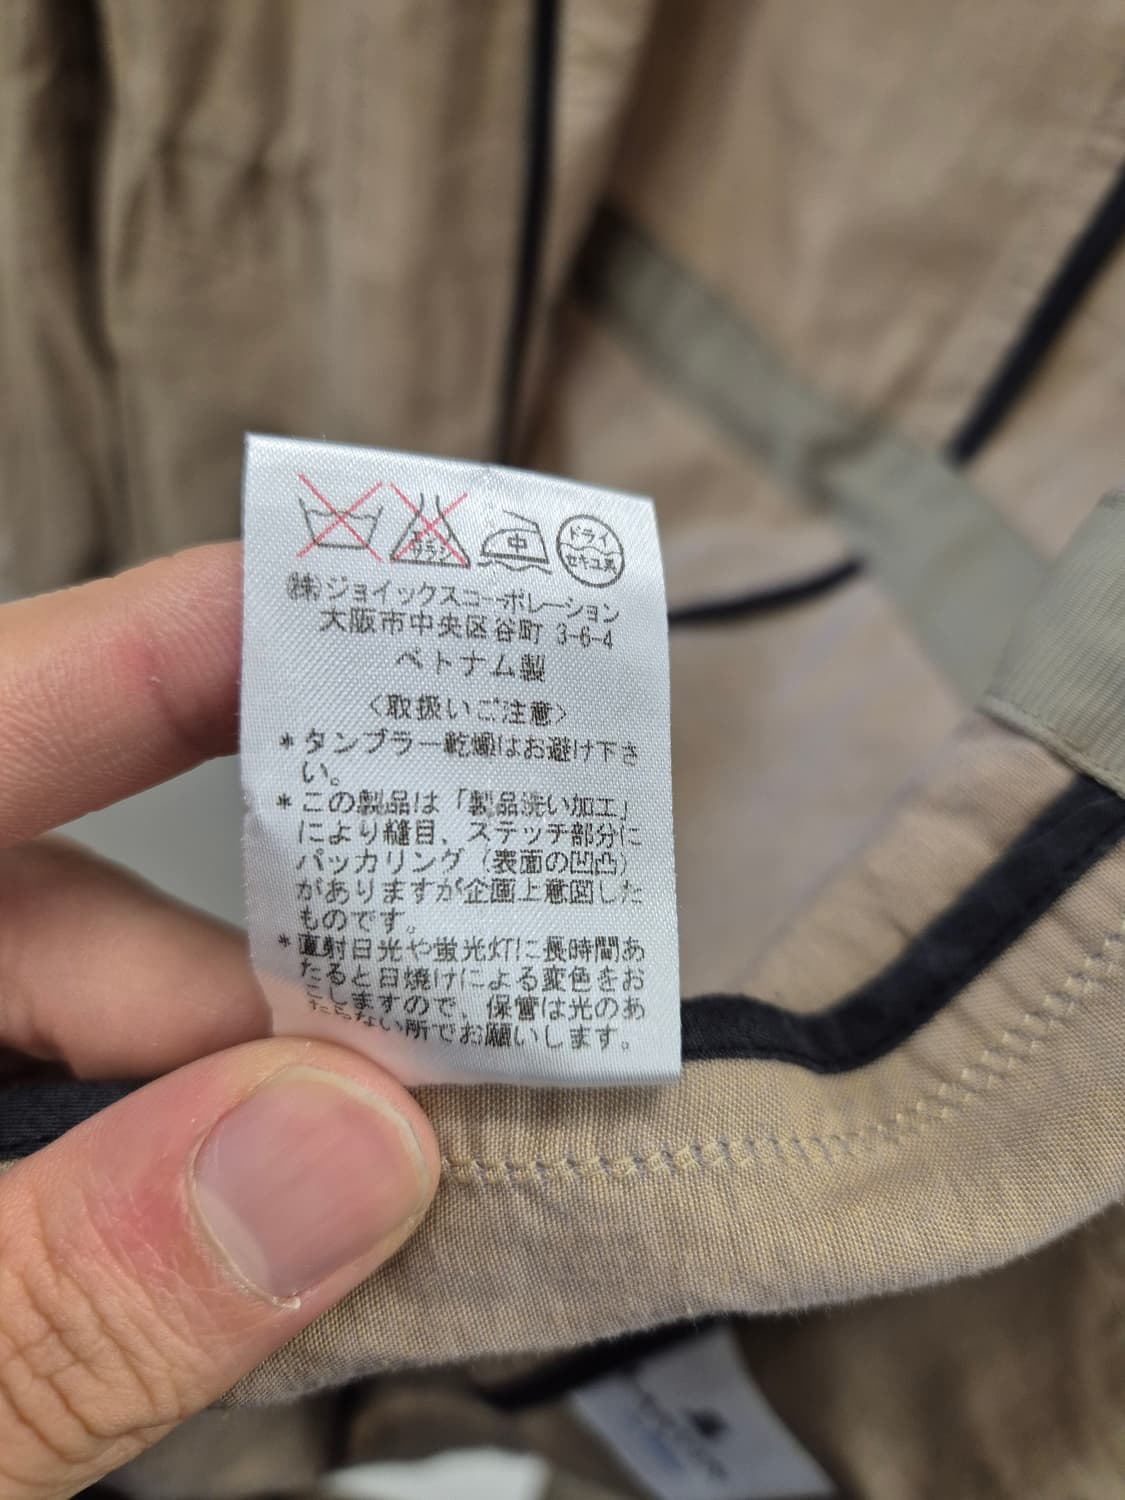 エンソ
サラシ
中
ドライ
セキユ系
㈱ジョイックスコーポレーション
大阪市中央区谷町 3-6-4
ベトナム製
〈取扱いご注意〉
*タンブラー乾燥はお避け下さ
い。
*この製品は「製品洗い加工」
により縫目、ステッチ部分に
パッカリング（表面の凹凸）
がありますが企画上意図した
ものです。
*直射日光や蛍光灯に長時間あ
たると日焼けによる変色をお
こしますので、保管は光のあ
たらない所でお願いします。